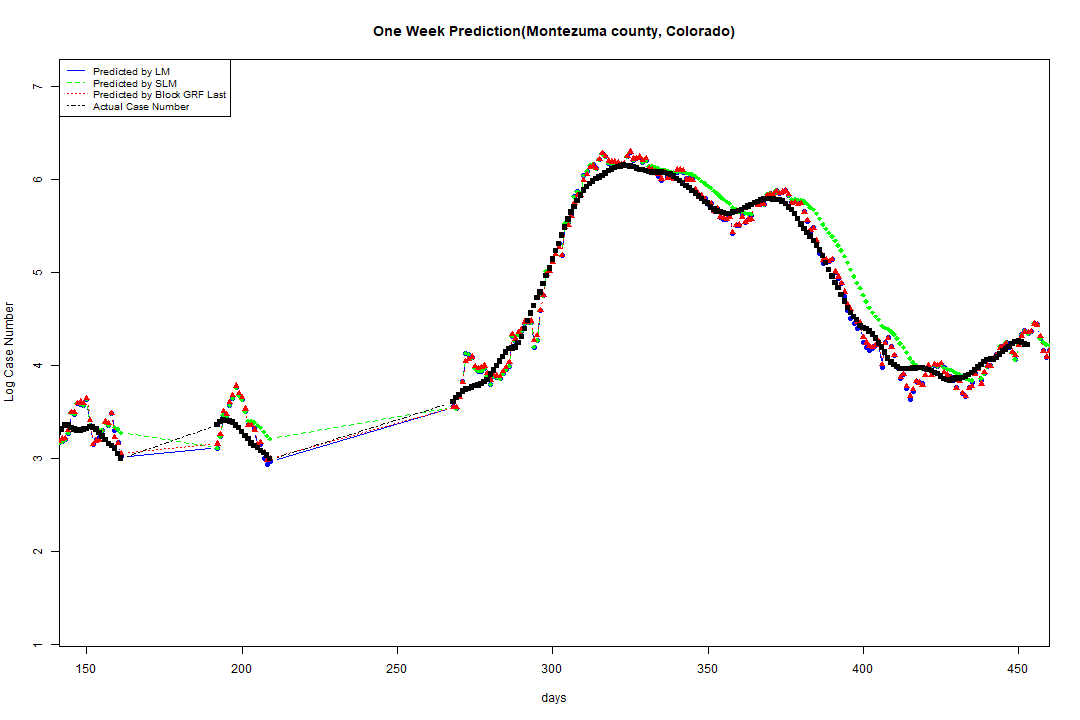 One Week Prediction(Montezuma county, Colorado)
Predicted by LM
Predicted by SLM
Predicted by Block GRF Last
Actual Case Number
7
6
5
4
3
2
1
Log Case Number
150 200 250 300 350 400 450
days